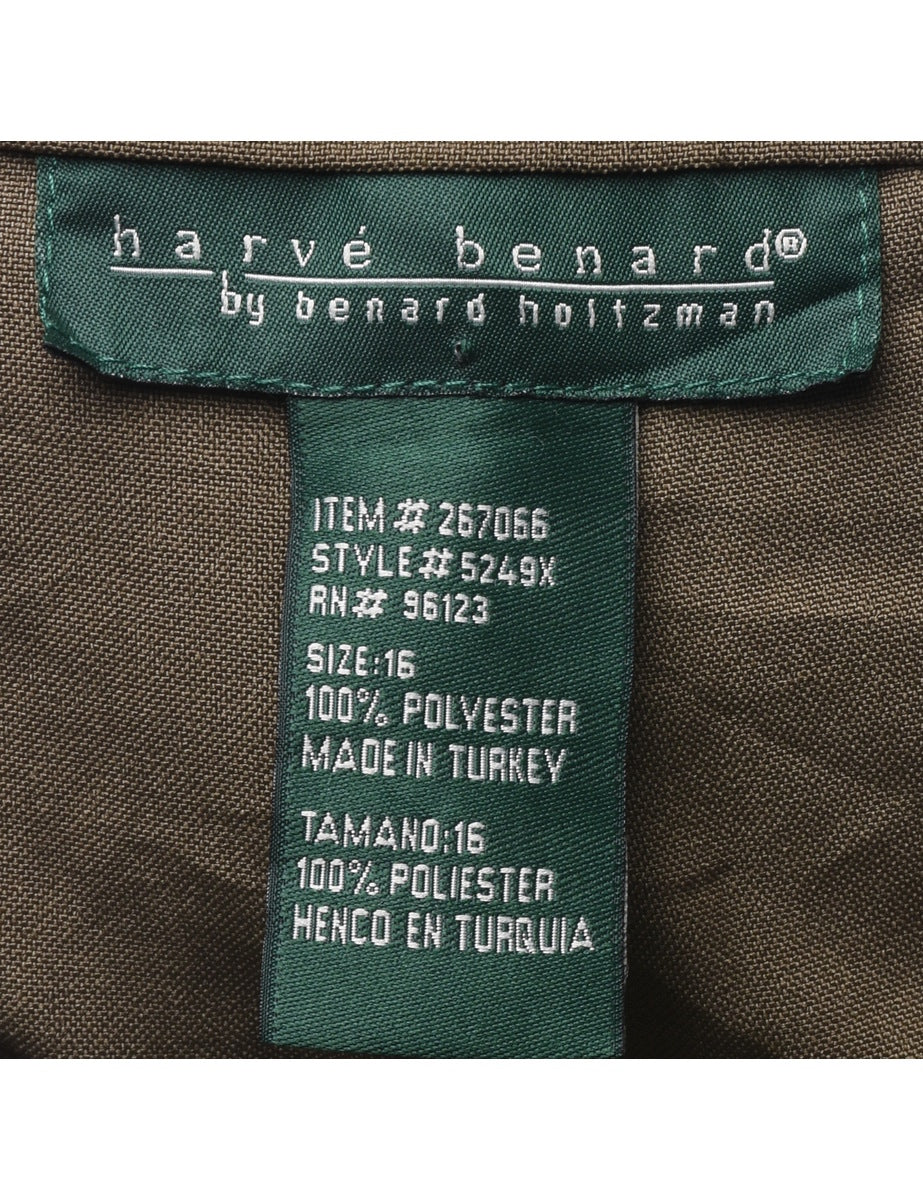 harvé benard®
by benard holtzman
ITEM # 267066
STYLE # 5249X
RN# 96123
SIZE:16
100% POLYESTER
MADE IN TURKEY
TAMANO:16
100% POLIESTER
HENCO EN TURQUIA